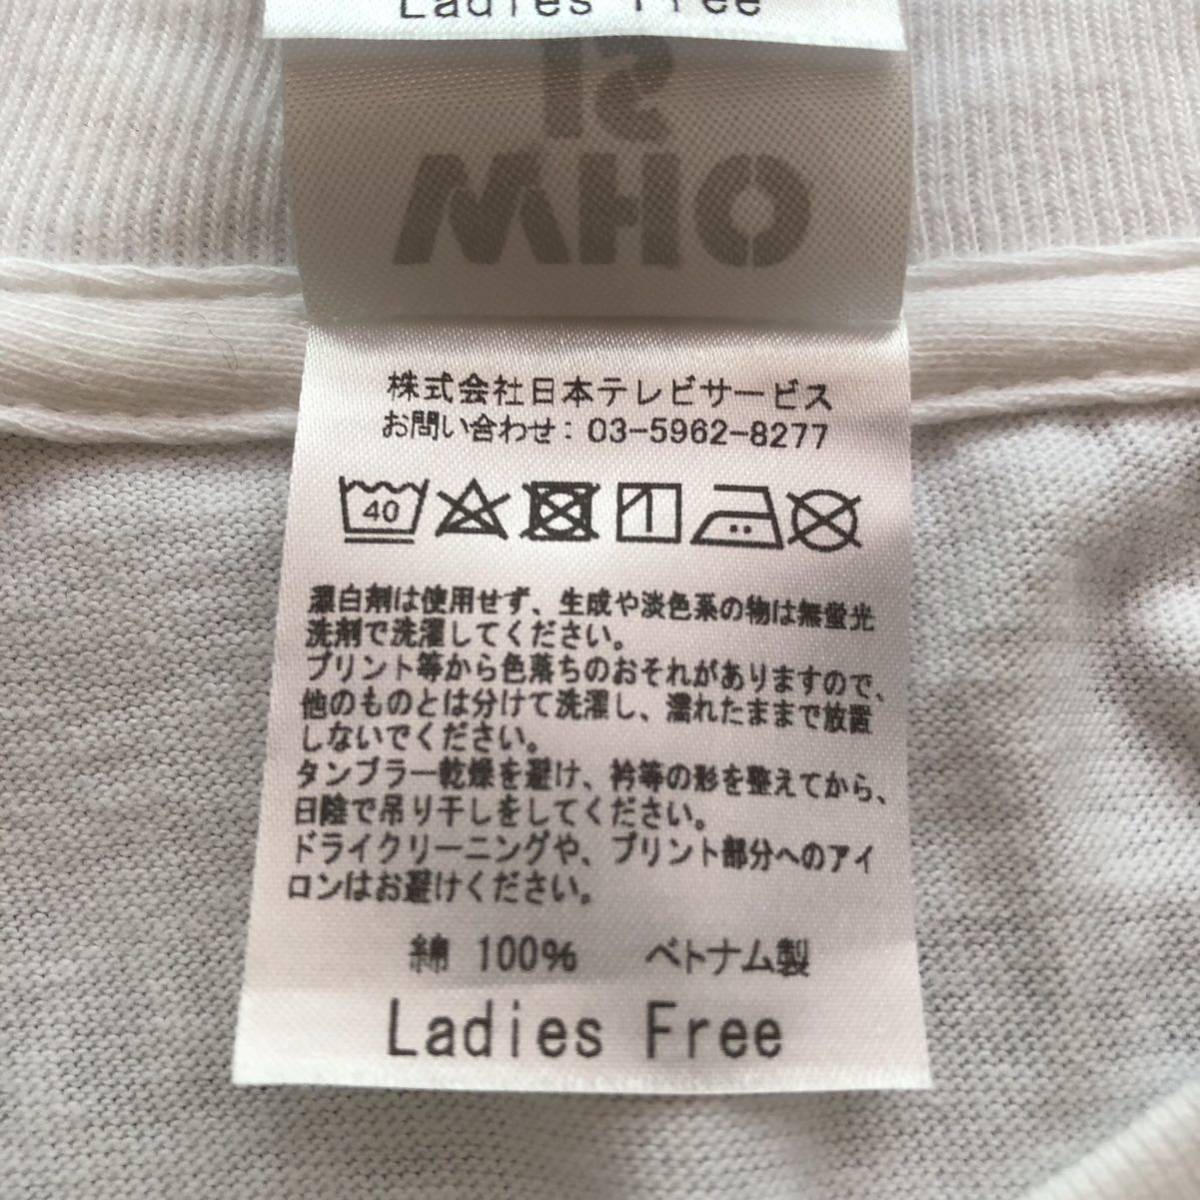 Ladies Free
株式会社日本テレビサービス
お問い合わせ：03-5962-8277
40
漂白剤は使用せず、生成や淡色系の物は無蛍光
洗剤で洗濯してください。
プリント等から色落ちのおそれがありますので、
他のものとは分けて洗濯し、濡れたままで放置
しないでください。
タンブラー乾燥を避け、衿等の形を整えてから、
日陰で吊り干しをしてください。
ドライクリーニングや、プリント部分へのアイ
ロンはお避けください。
綿 100% ベトナム製
Ladies Free